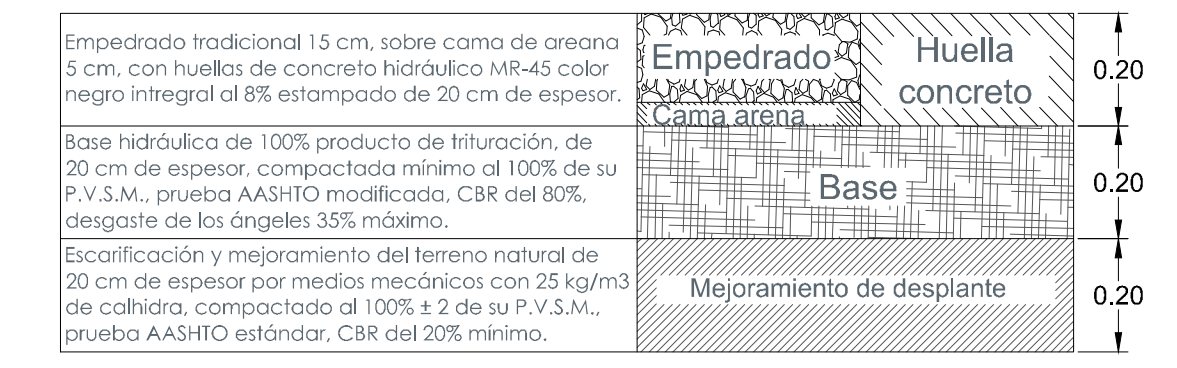 Empedrado tradicional 15 cm, sobre cama de areana
5 cm, con huellas de concreto hidráulico MR-45 color
negro intregral al 8% estampado de 20 cm de espesor.
Empedrado
Cama arena
Huella
concreto
0.20
Base hidráulica de 100% producto de trituración, de
20 cm de espesor, compactada mínimo al 100% de su
P.V.S.M., prueba AASHTO modificada, CBR del 80%,
desgaste de los ángeles 35% máximo.
Base
0.20
Escarificación y mejoramiento del terreno natural de
20 cm de espesor por medios mecánicos con 25 kg/m3
de calhidra, compactado al 100% ± 2 de su P.V.S.M.,
prueba AASHTO estándar, CBR del 20% mínimo.
Mejoramiento de desplante
0.20